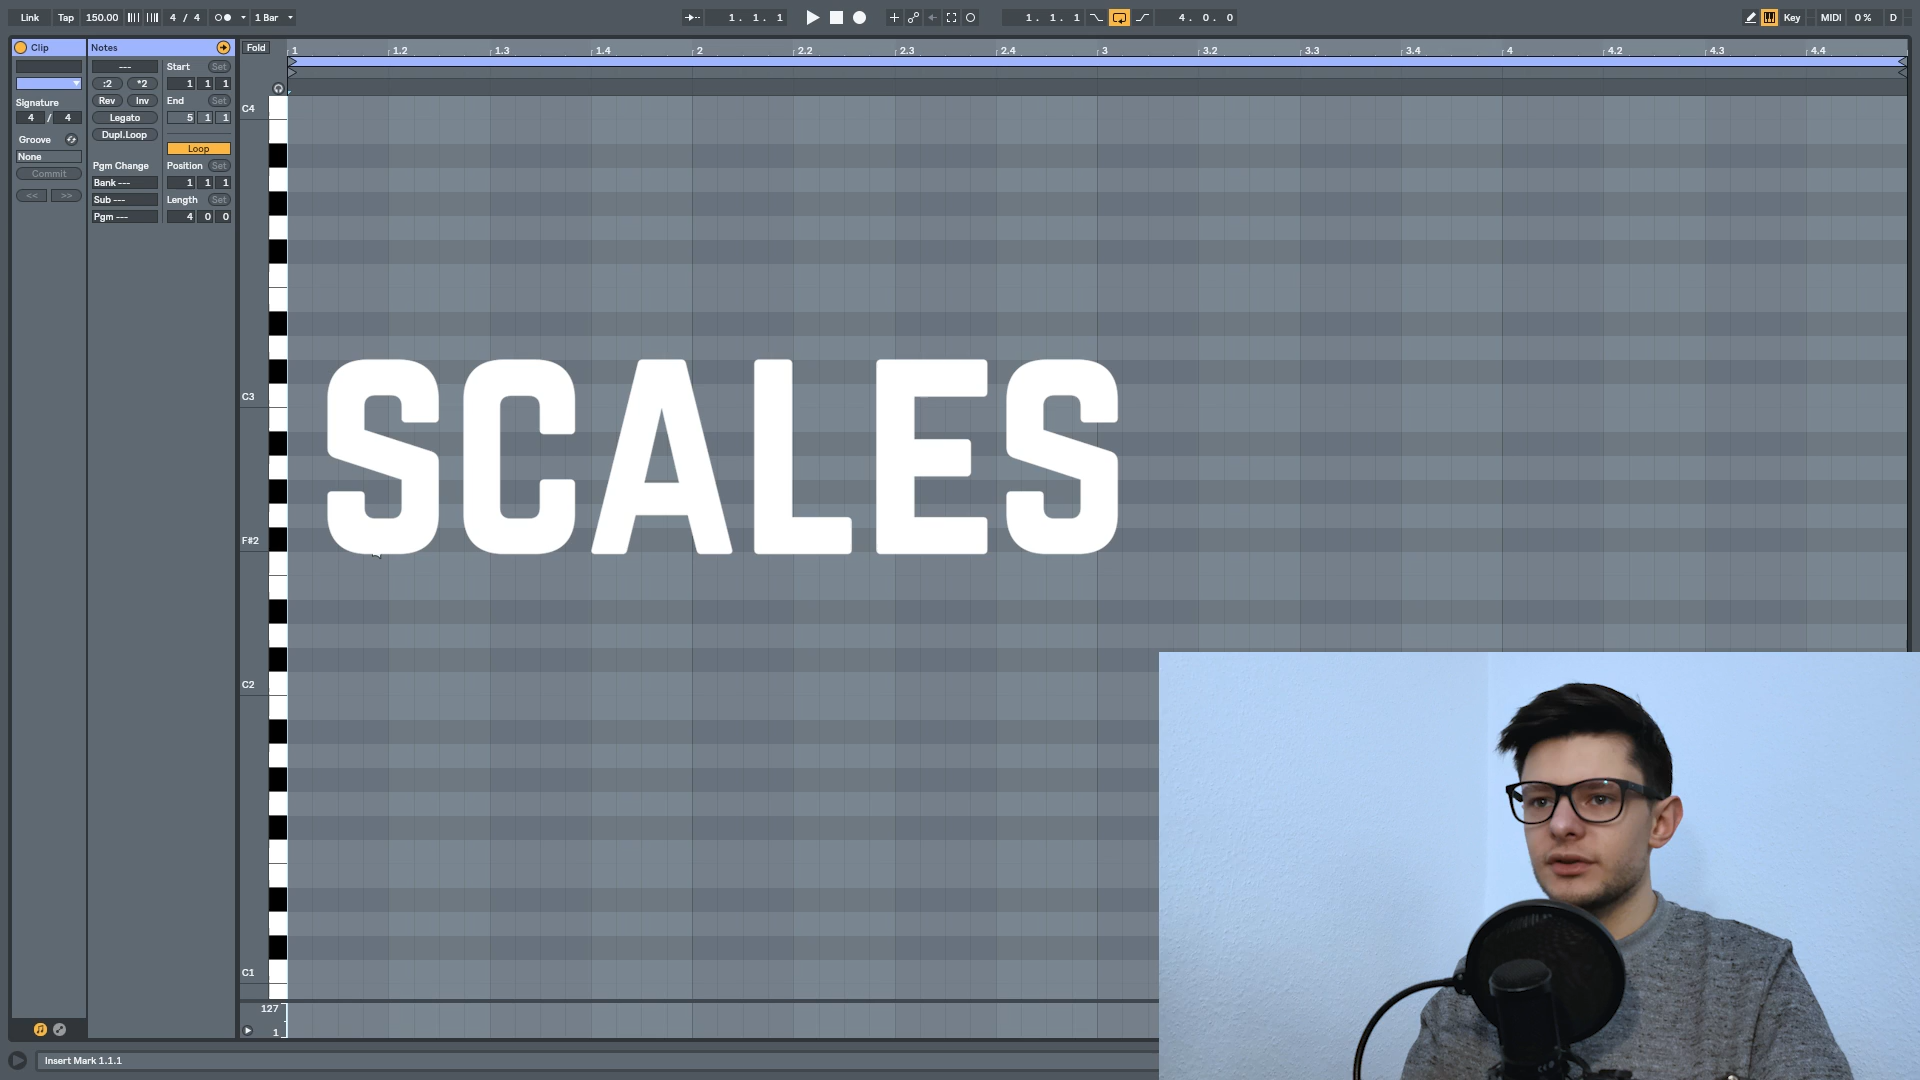 Link Tap 150.00 4 / 4 1 Bar 1. 1. 1 1. 1. 1 4. 0. 0 Key MIDI 0 % D
Clip Notes Fold 1 1.2 1.3 1.4 2 2.2 2.3 2.4 3 3.2 3.3 3.4 4 4.2 4.3 4.4
--- Start Set
:2 *2 1 1 1
Signature Rev Inv End Set
4 / 4 Legato 5 1 1
Groove Dupl.Loop
None Loop
Commit Pgm Change Position Set
<< >> Bank --- 1 1 1
Sub --- Length Set
Pgm --- 4 0 0
C4
C3
F#2
C2
C1
SCALES
127
1
Insert Mark 1.1.1